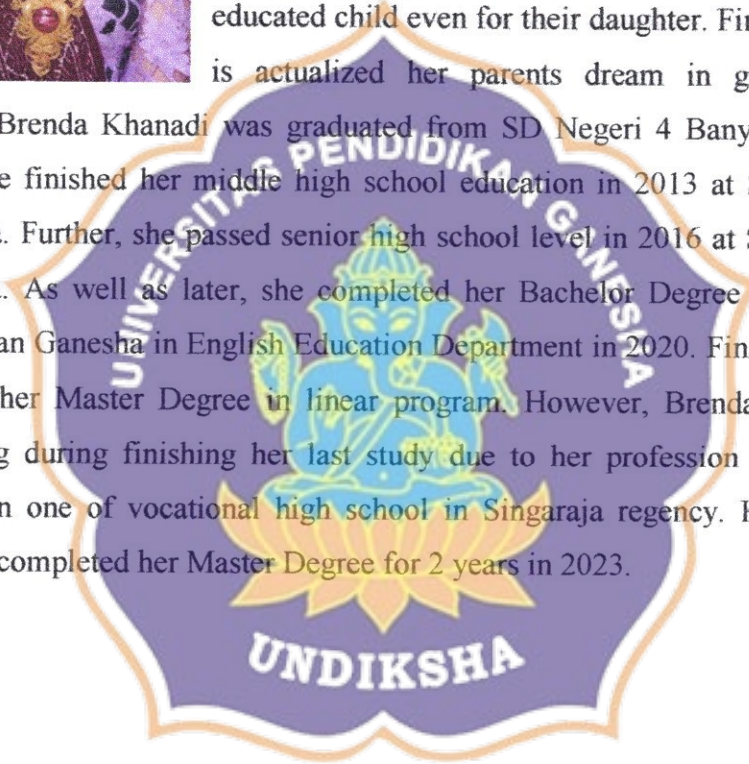 educated child even for their daughter. Fin
is actualized her parents dream in g
Brenda Khanadi was graduated from SD Negeri 4 Bany
e finished her middle high school education in 2013 at
. Further, she passed senior high school level in 2016 at
. As well as later, she completed her Bachelor Degree
an Ganesha in English Education Department in 2020. Fin
her Master Degree in linear program. However, Brenda
g during finishing her last study due to her profession
n one of vocational high school in Singaraja regency.
completed her Master Degree for 2 years in 2023.
UNIVERSITAS PENDIDIKAN GANESHA
UNDIKSHA